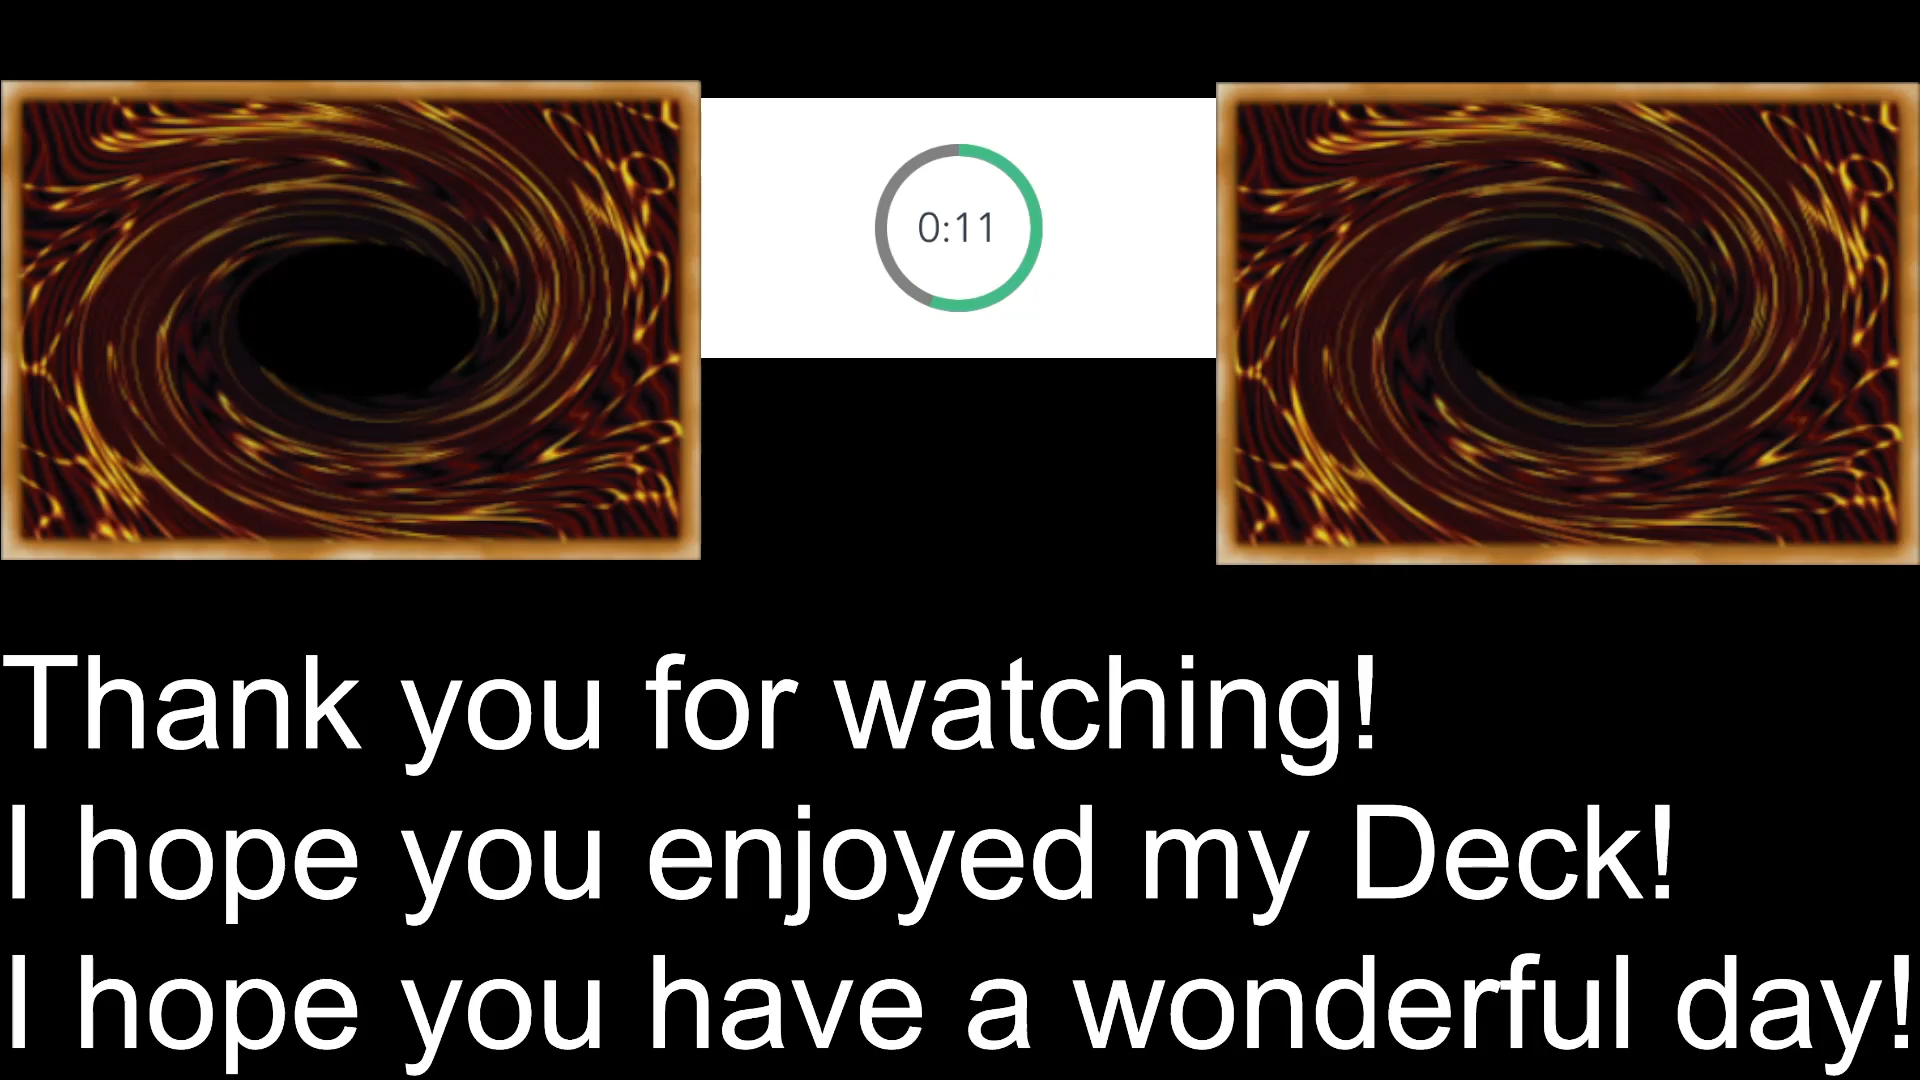 0:11
Thank you for watching!
I hope you enjoyed my Deck!
I hope you have a wonderful day!